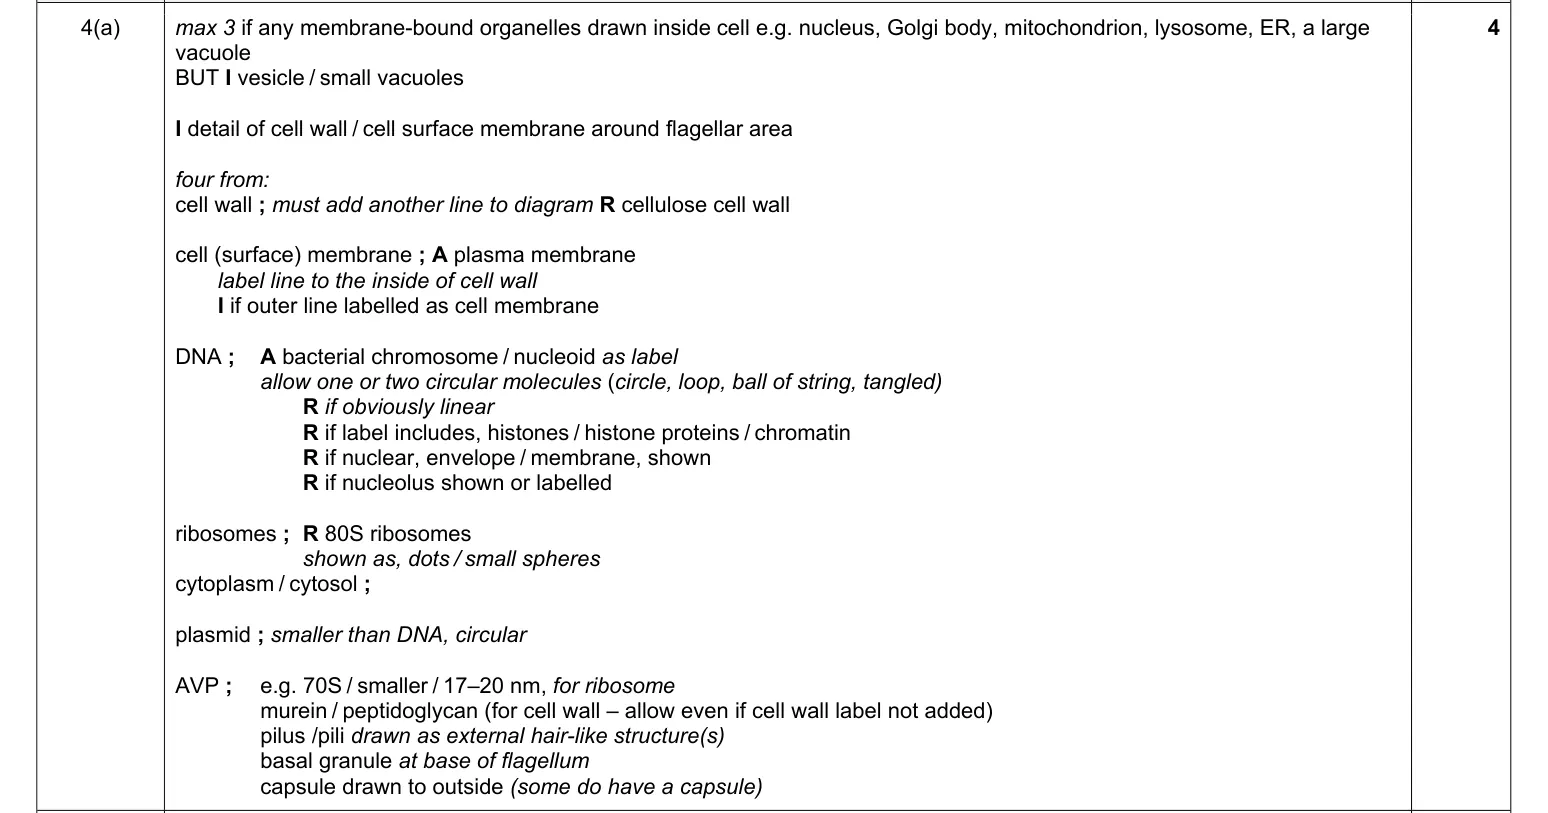 4(a)
max 3 if any membrane-bound organelles drawn inside cell e.g. nucleus, Golgi body, mitochondrion, lysosome, ER, a large
vacuole
BUT I vesicle / small vacuoles
4
I detail of cell wall / cell surface membrane around flagellar area
four from:
cell wall ; must add another line to diagram R cellulose cell wall
cell (surface) membrane ; A plasma membrane
label line to the inside of cell wall
I if outer line labelled as cell membrane
DNA ; A bacterial chromosome / nucleoid as label
allow one or two circular molecules (circle, loop, ball of string, tangled)
R if obviously linear
R if label includes, histones / histone proteins / chromatin
R if nuclear, envelope / membrane, shown
R if nucleolus shown or labelled
ribosomes ; R 80S ribosomes
shown as, dots / small spheres
cytoplasm / cytosol ;
plasmid ; smaller than DNA, circular
AVP ; e.g. 70S / smaller / 17–20 nm, for ribosome
murein / peptidoglycan (for cell wall – allow even if cell wall label not added)
pilus /pili drawn as external hair-like structure(s)
basal granule at base of flagellum
capsule drawn to outside (some do have a capsule)